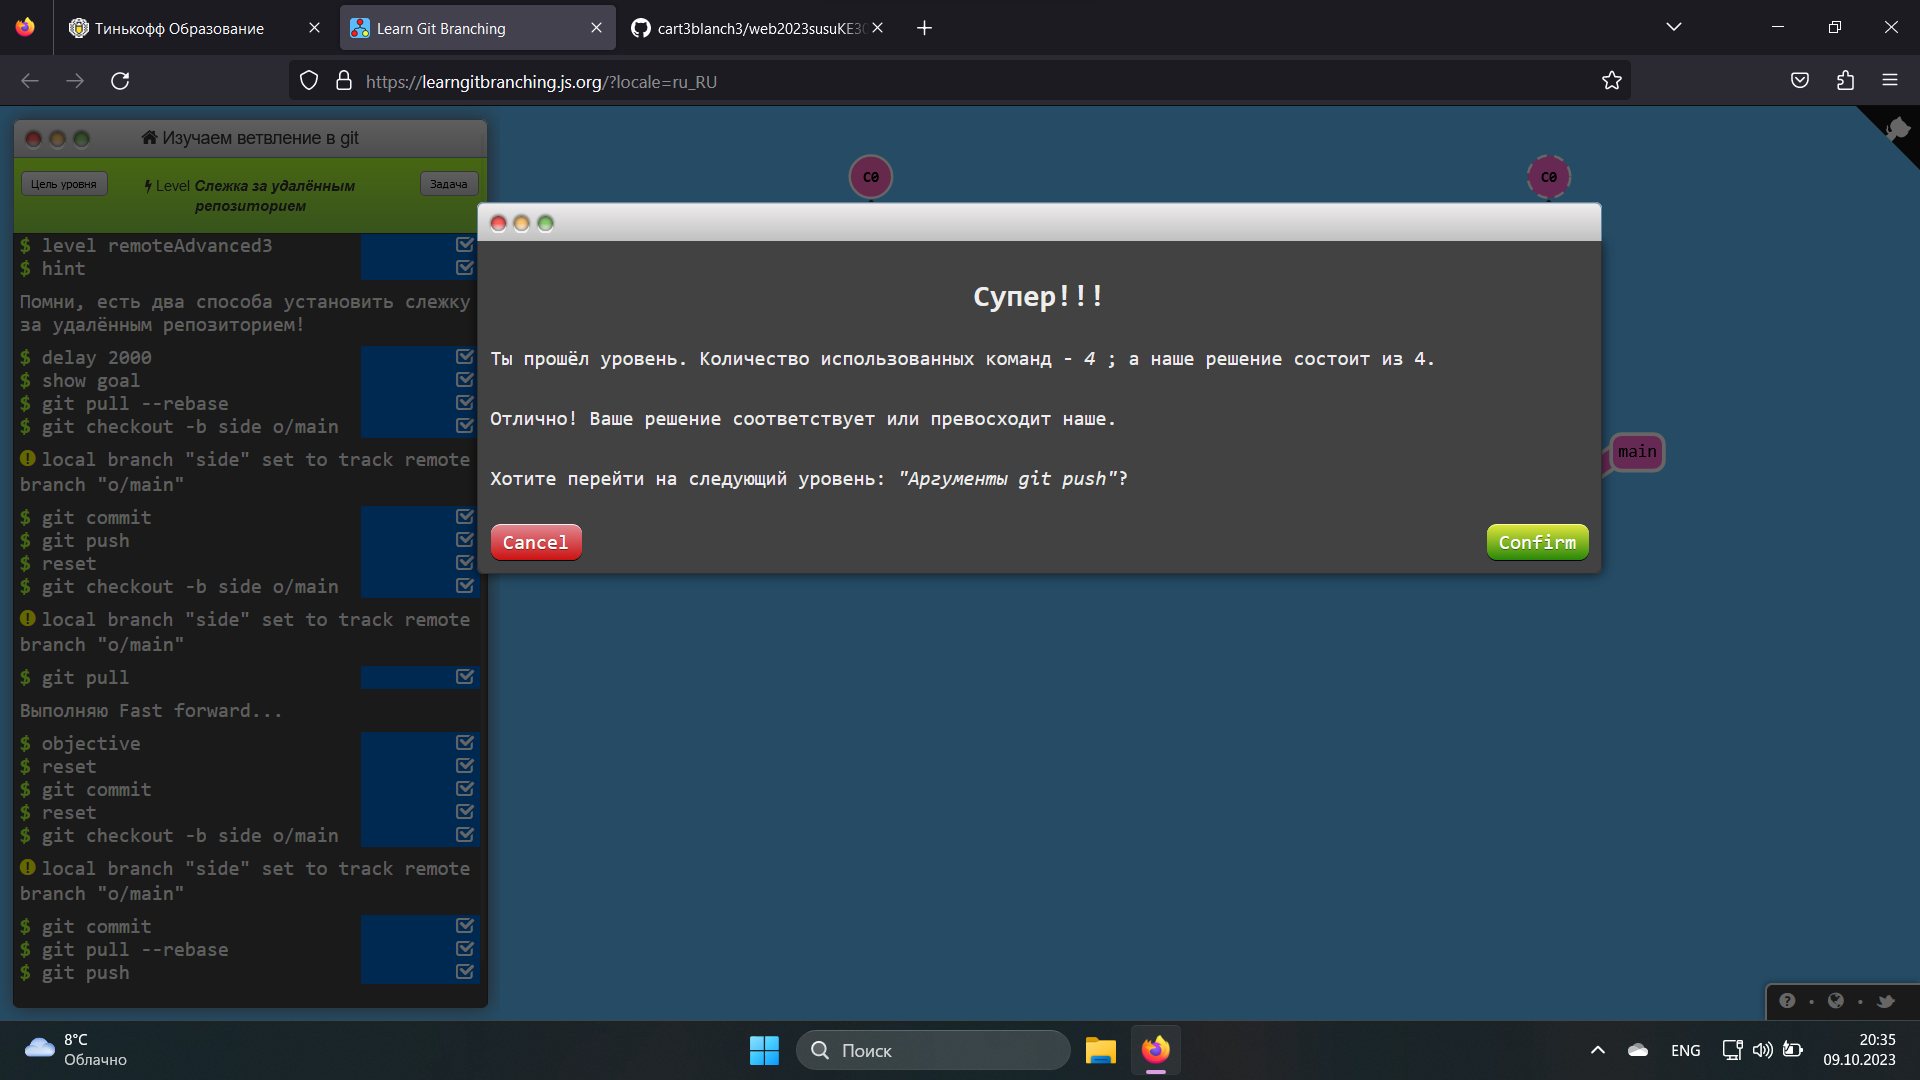 Тинькофф Образование
Learn Git Branching
cart3blanch3/web2023susuKE3
https://learngitbranching.js.org/?locale=ru_RU
Изучаем ветвление в git
Цель уровня
Level Слежка за удалённым
репозиторием
Задача
$ level remoteAdvanced3
$ hint
Помни, есть два способа установить слежку
за удалённым репозиторием!
$ delay 2000
$ show goal
$ git pull --rebase
$ git checkout -b side o/main
local branch "side" set to track remote
branch "o/main"
$ git commit
$ git push
$ reset
$ git checkout -b side o/main
local branch "side" set to track remote
branch "o/main"
$ git pull
Выполняю Fast forward...
$ objective
$ reset
$ git commit
$ reset
$ git checkout -b side o/main
local branch "side" set to track remote
branch "o/main"
$ git commit
$ git pull --rebase
$ git push
C0
C0
main
Супер!!!
Ты прошёл уровень. Количество использованных команд - 4 ; а наше решение состоит из 4.
Отлично! Ваше решение соответствует или превосходит наше.
Хотите перейти на следующий уровень: "Аргументы git push"?
Cancel
Confirm
8°C
Облачно
Поиск
ENG
20:35
09.10.2023